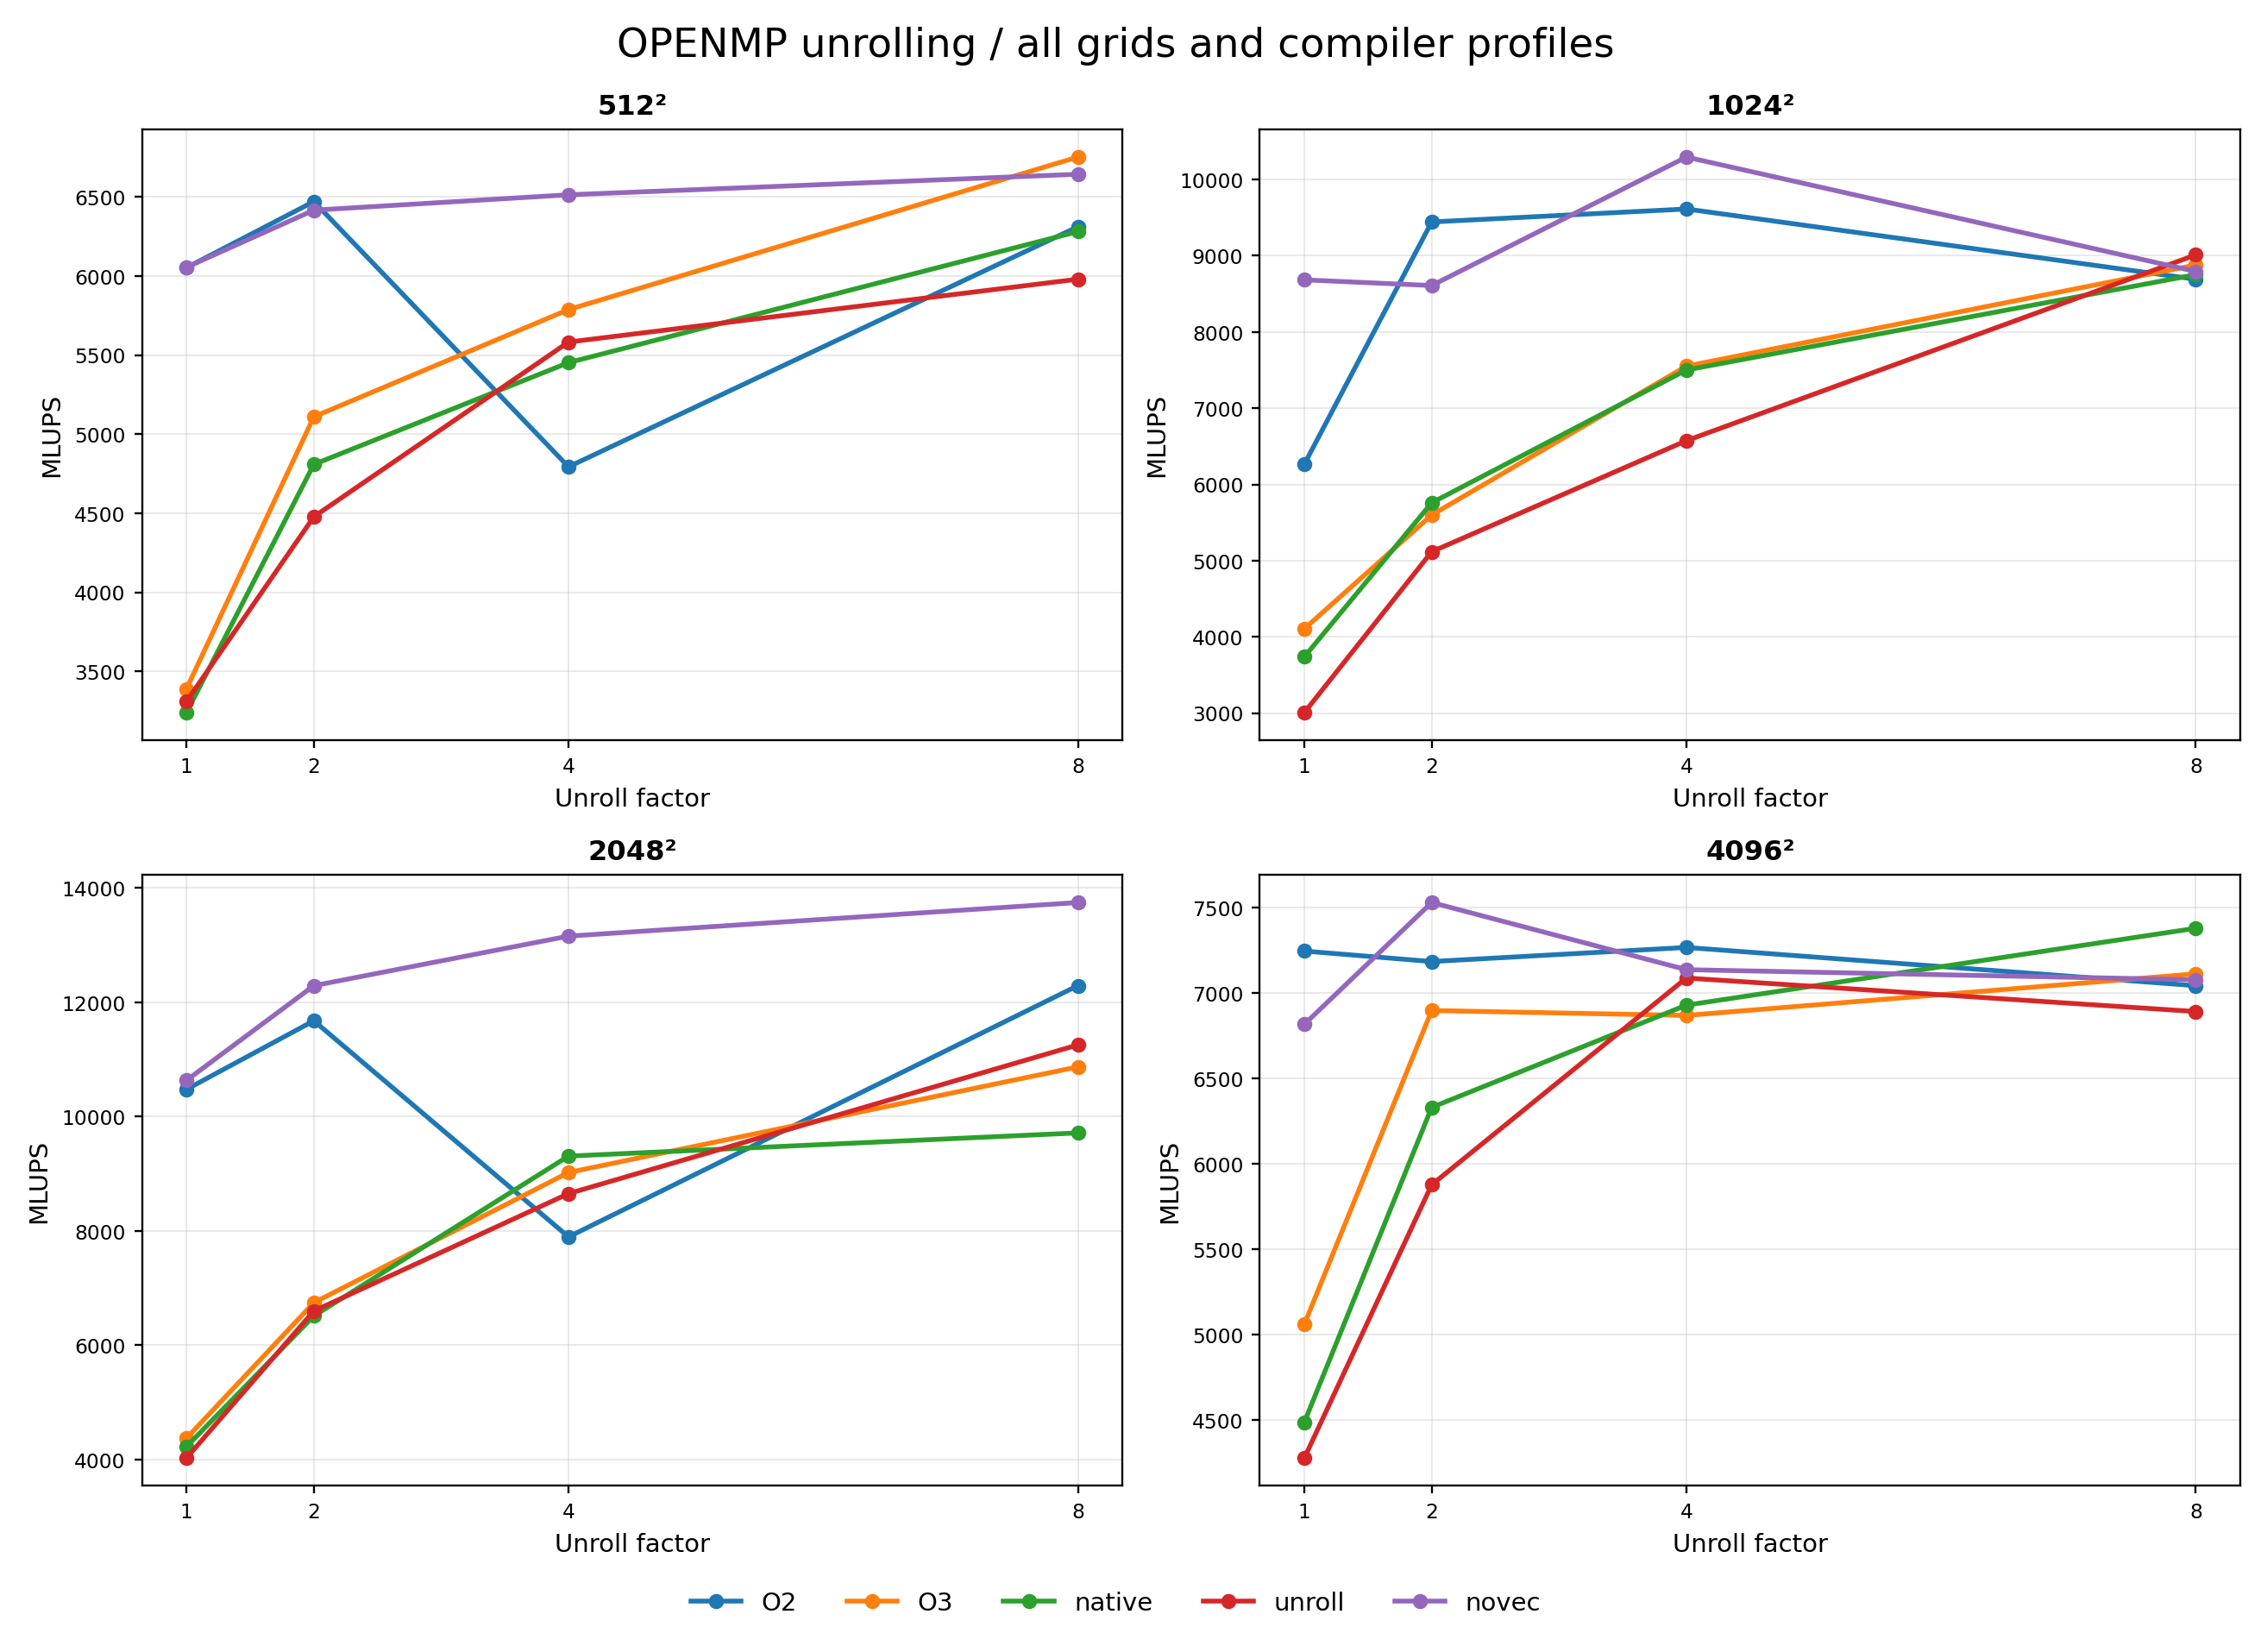 OPENMP unrolling / all grids and compiler profiles
512²
6500
6000
5500
5000
4500
4000
3500
MLUPS
1 2 4 8
Unroll factor
1024²
10000
9000
8000
7000
6000
5000
4000
3000
MLUPS
1 2 4 8
Unroll factor
2048²
14000
12000
10000
8000
6000
4000
MLUPS
1 2 4 8
Unroll factor
4096²
7500
7000
6500
6000
5500
5000
4500
MLUPS
1 2 4 8
Unroll factor
O2 O3 native unroll novec